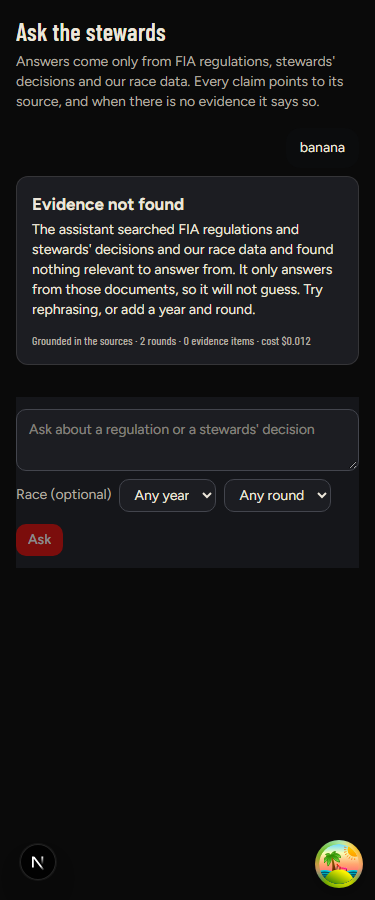 Ask the stewards
Answers come only from FIA regulations, stewards'
decisions and our race data. Every claim points to its
source, and when there is no evidence it says so.
banana
Evidence not found
The assistant searched FIA regulations and
stewards' decisions and our race data and found
nothing relevant to answer from. It only answers
from those documents, so it will not guess. Try
rephrasing, or add a year and round.
Grounded in the sources · 2 rounds · 0 evidence items · cost $0.012
Ask about a regulation or a stewards' decision
Race (optional) Any year Any round
Ask
N